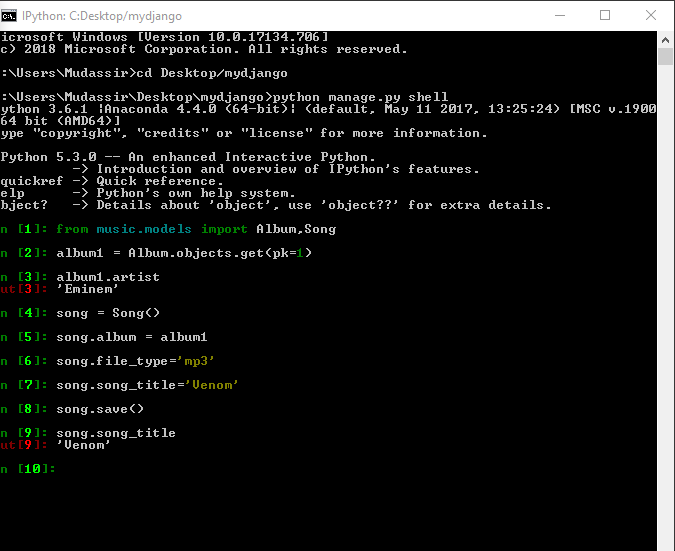 IPython: C:Desktop/mydjango
icrosoft Windows [Version 10.0.17134.706]
c) 2018 Microsoft Corporation. All rights reserved.
:\Users\Mudassir>cd Desktop/mydjango
:\Users\Mudassir\Desktop\mydjango>python manage.py shell
ython 3.6.1 |Anaconda 4.4.0 (64-bit)| (default, May 11 2017, 13:25:24) [MSC v.1900
64 bit (AMD64)]
ype "copyright", "credits" or "license" for more information.
Python 5.3.0 -- An enhanced Interactive Python.
-> Introduction and overview of IPython's features.
quickref -> Quick reference.
elp -> Python's own help system.
bject? -> Details about 'object', use 'object??' for extra details.
n [1]: from music.models import Album,Song
n [2]: album1 = Album.objects.get(pk=1)
n [3]: album1.artist
ut[3]: 'Eminem'
n [4]: song = Song()
n [5]: song.album = album1
n [6]: song.file_type='mp3'
n [7]: song.song_title='Venom'
n [8]: song.save()
n [9]: song.song_title
ut[9]: 'Venom'
n [10]: